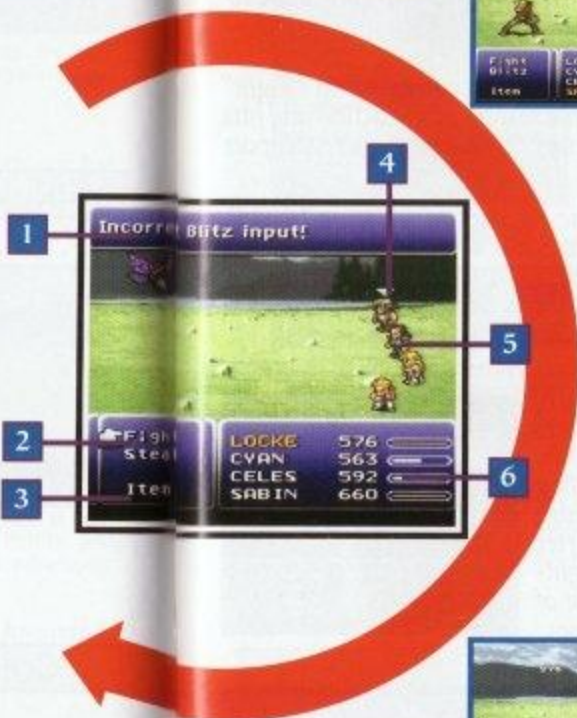 Fight
Blitz
Item
4
1
Incorre Blitz input!
5
2
Figh
Stea
3
Item
LOCKE 576
CYAN 563
CELES 592
SABIN 660
6